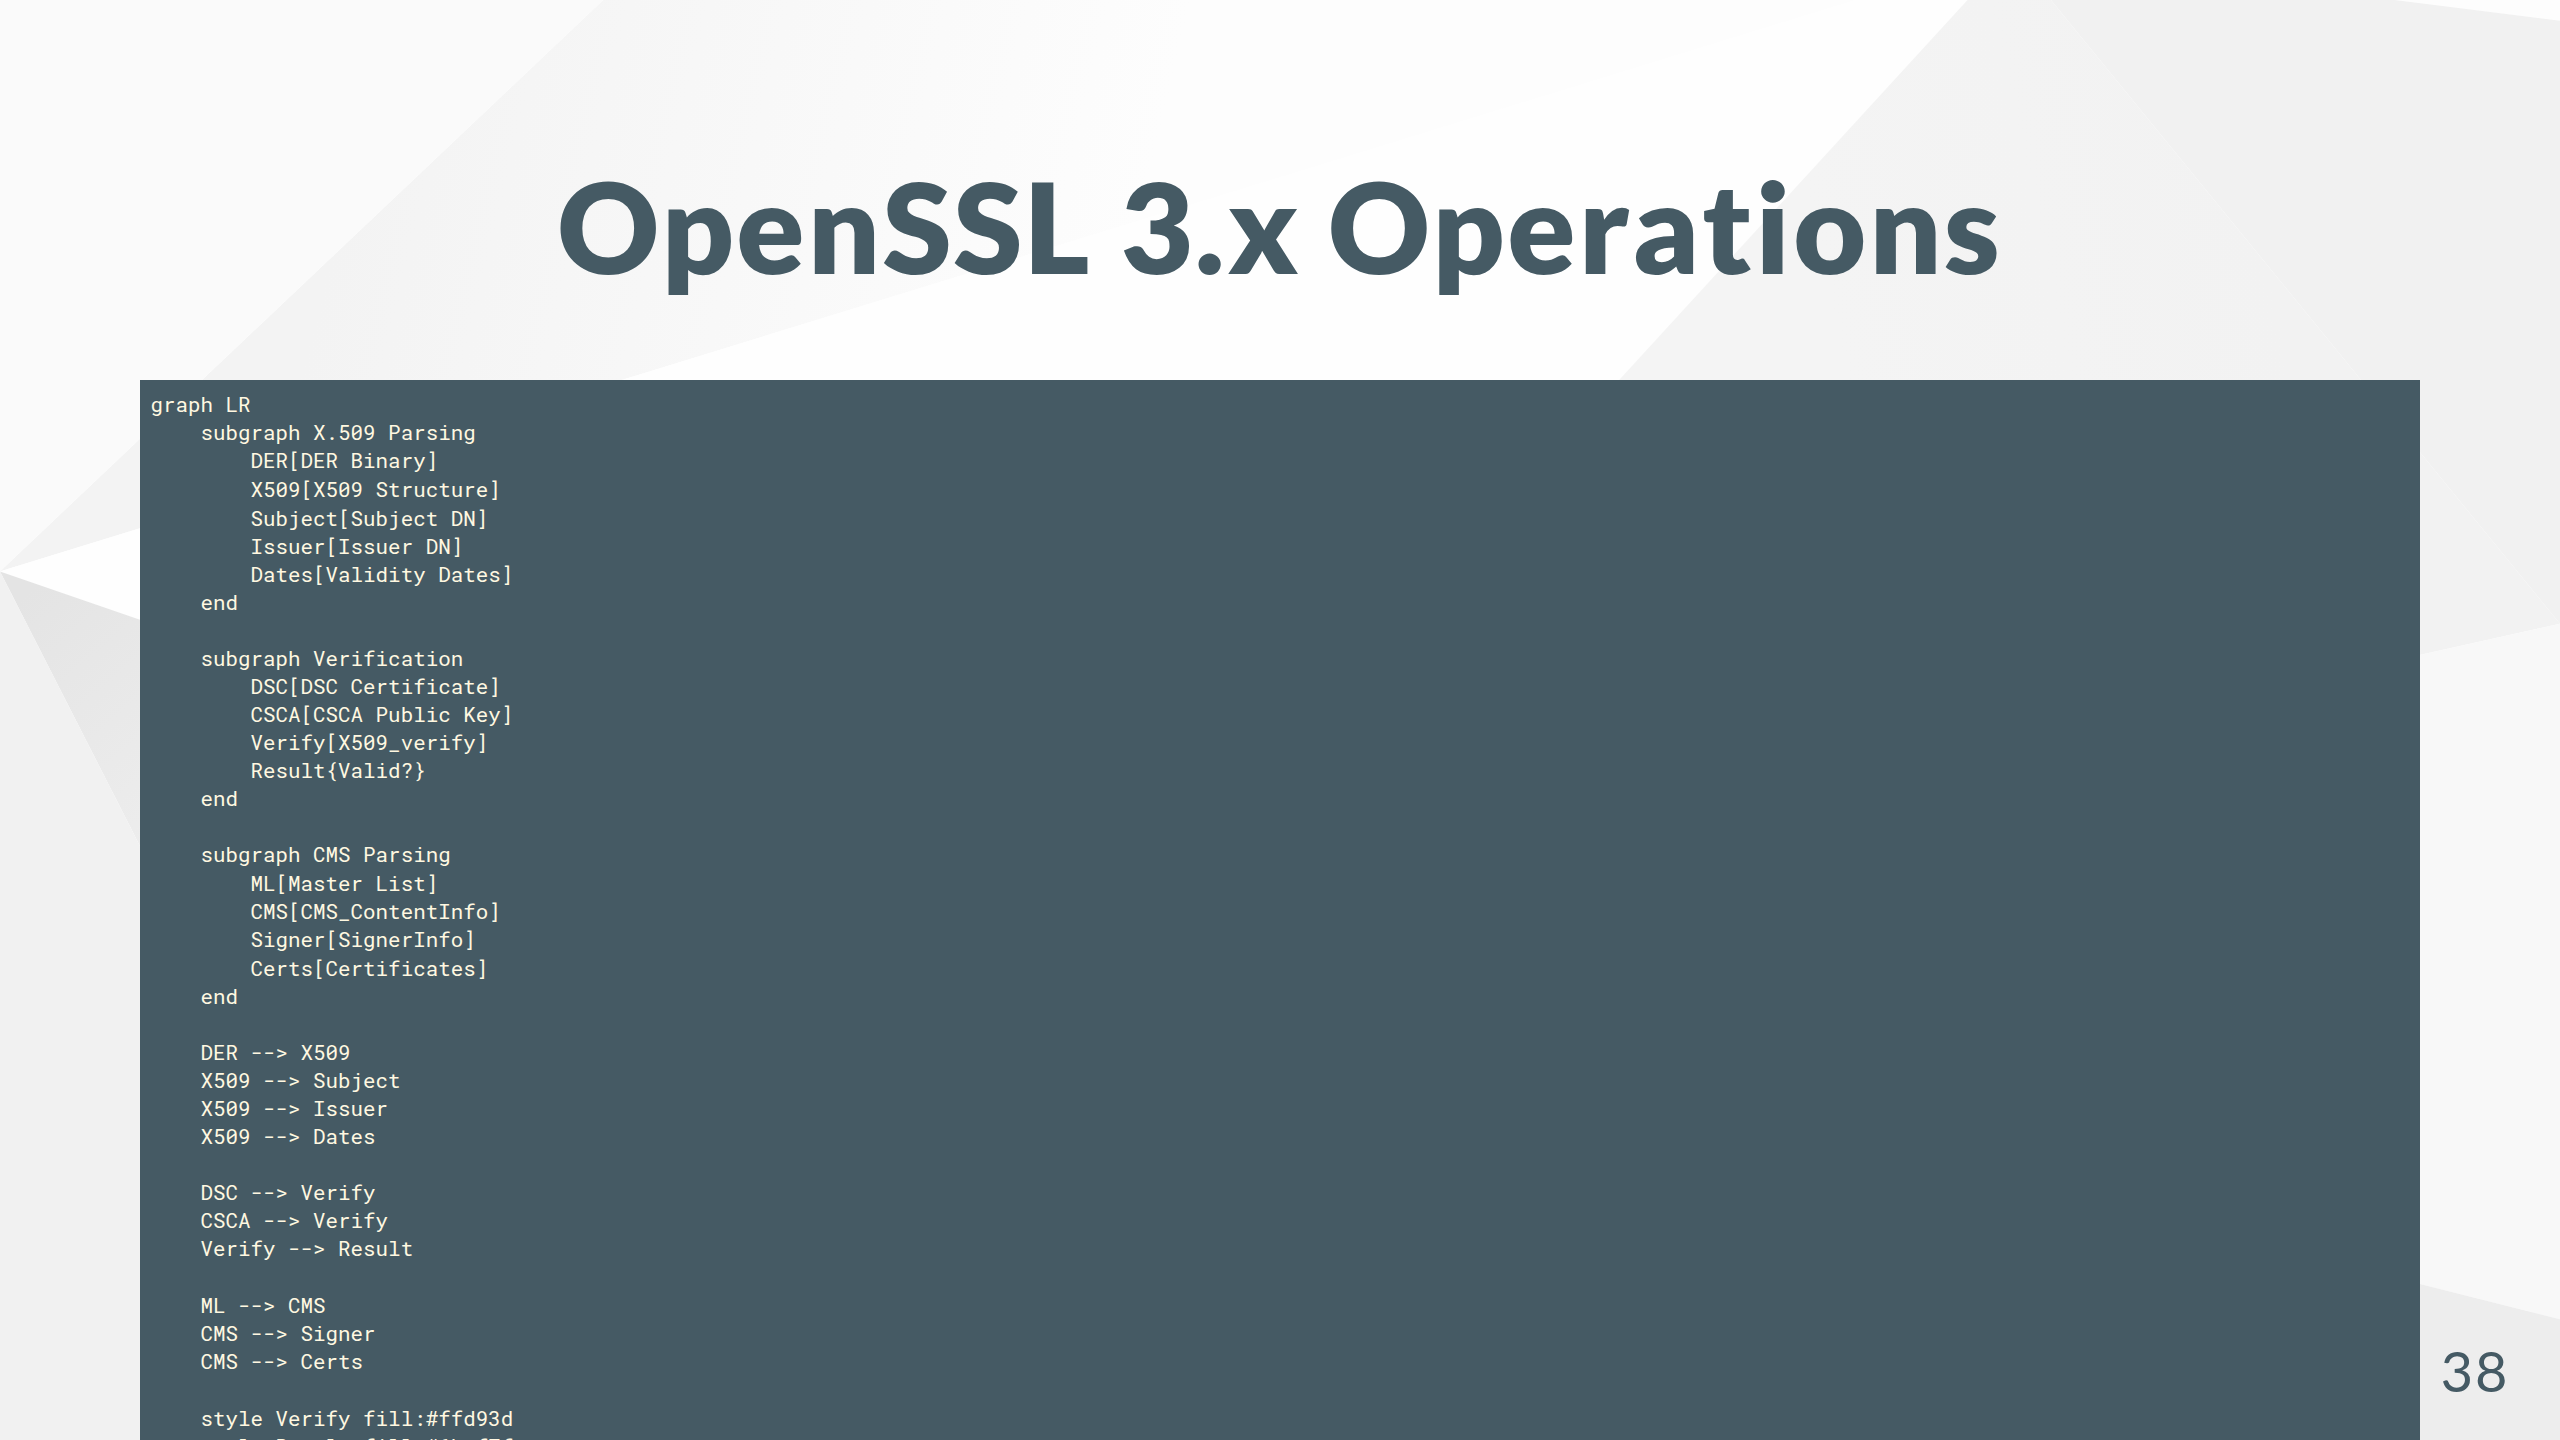 OpenSSL 3.x Operations
graph LR
    subgraph X.509 Parsing
        DER[DER Binary]
        X509[X509 Structure]
        Subject[Subject DN]
        Issuer[Issuer DN]
        Dates[Validity Dates]
    end

    subgraph Verification
        DSC[DSC Certificate]
        CSCA[CSCA Public Key]
        Verify[X509_verify]
        Result{Valid?}
    end

    subgraph CMS Parsing
        ML[Master List]
        CMS[CMS_ContentInfo]
        Signer[SignerInfo]
        Certs[Certificates]
    end

    DER --> X509
    X509 --> Subject
    X509 --> Issuer
    X509 --> Dates

    DSC --> Verify
    CSCA --> Verify
    Verify --> Result

    ML --> CMS
    CMS --> Signer
    CMS --> Certs

    style Verify fill:#ffd93d
38